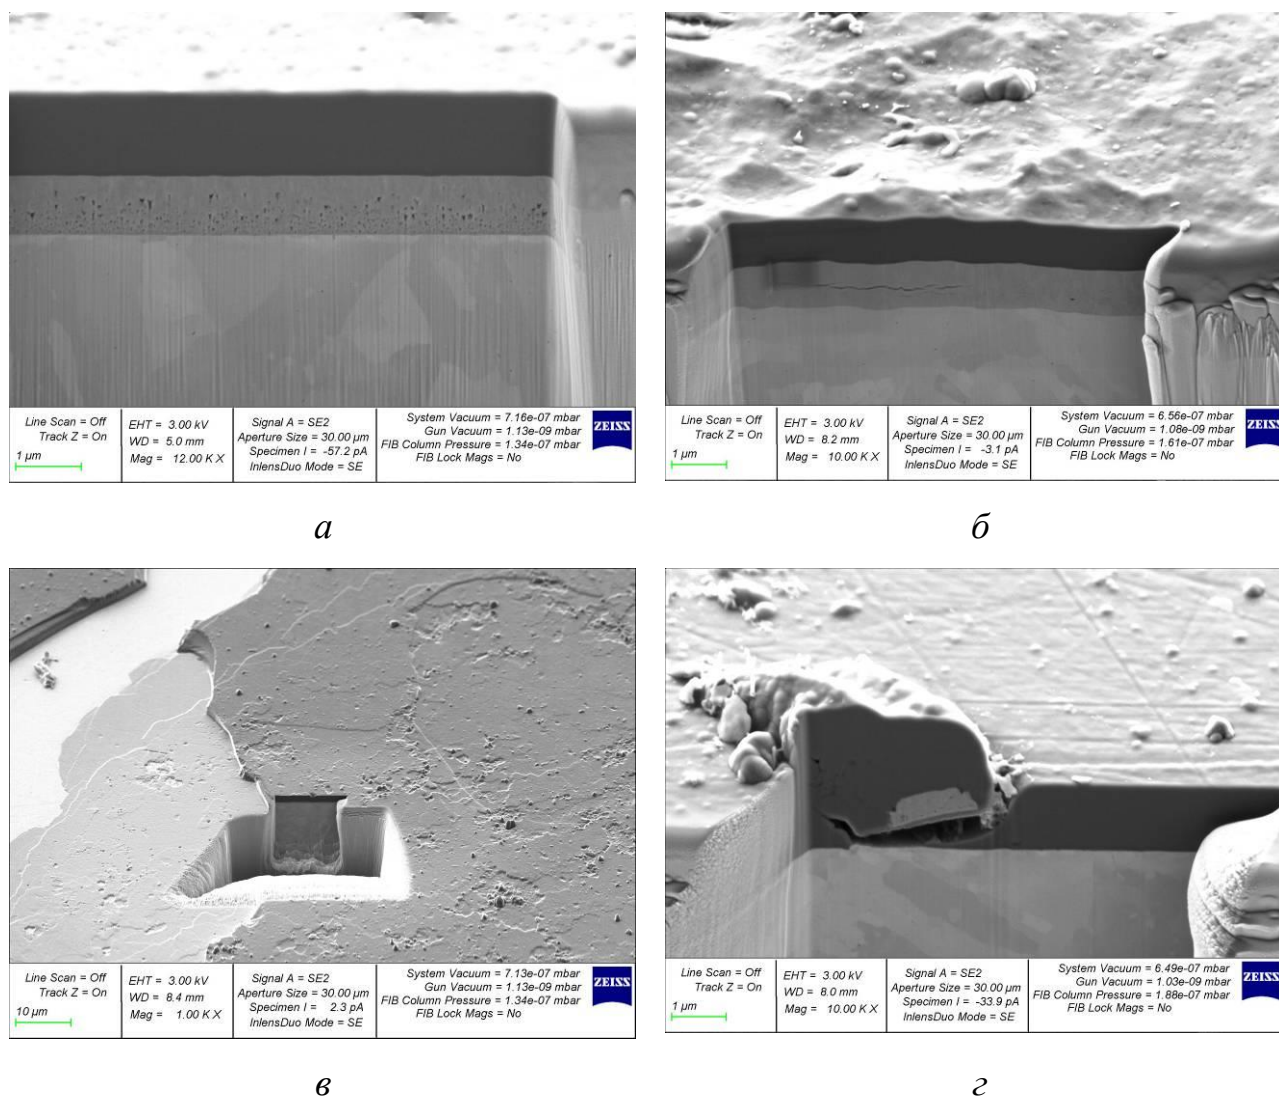 Line Scan = Off
Track Z = On
1 µm
EHT = 3.00 kV
WD = 5.0 mm
Mag = 12.00 K X
Signal A = SE2
Aperture Size = 30.00 µm
Specimen I = -57.2 pA
InlensDuo Mode = SE
System Vacuum = 7.16e-07 mbar
Gun Vacuum = 1.13e-09 mbar
FIB Column Pressure = 1.34e-07 mbar
FIB Lock Mags = No
ZEISS
Line Scan = Off
Track Z = On
1 µm
EHT = 3.00 kV
WD = 8.2 mm
Mag = 10.00 K X
Signal A = SE2
Aperture Size = 30.00 µm
Specimen I = -3.1 pA
InlensDuo Mode = SE
System Vacuum = 6.56e-07 mbar
Gun Vacuum = 1.08e-09 mbar
FIB Column Pressure = 1.61e-07 mbar
FIB Lock Mags = No
ZEISS
а
б
Line Scan = Off
Track Z = On
10 µm
EHT = 3.00 kV
WD = 8.4 mm
Mag = 1.00 K X
Signal A = SE2
Aperture Size = 30.00 µm
Specimen I = 2.3 pA
InlensDuo Mode = SE
System Vacuum = 7.13e-07 mbar
Gun Vacuum = 1.13e-09 mbar
FIB Column Pressure = 1.34e-07 mbar
FIB Lock Mags = No
ZEISS
Line Scan = Off
Track Z = On
1 µm
EHT = 3.00 kV
WD = 8.0 mm
Mag = 10.00 K X
Signal A = SE2
Aperture Size = 30.00 µm
Specimen I = -33.9 pA
InlensDuo Mode = SE
System Vacuum = 6.49e-07 mbar
Gun Vacuum = 1.03e-09 mbar
FIB Column Pressure = 1.88e-07 mbar
FIB Lock Mags = No
ZEISS
в
г